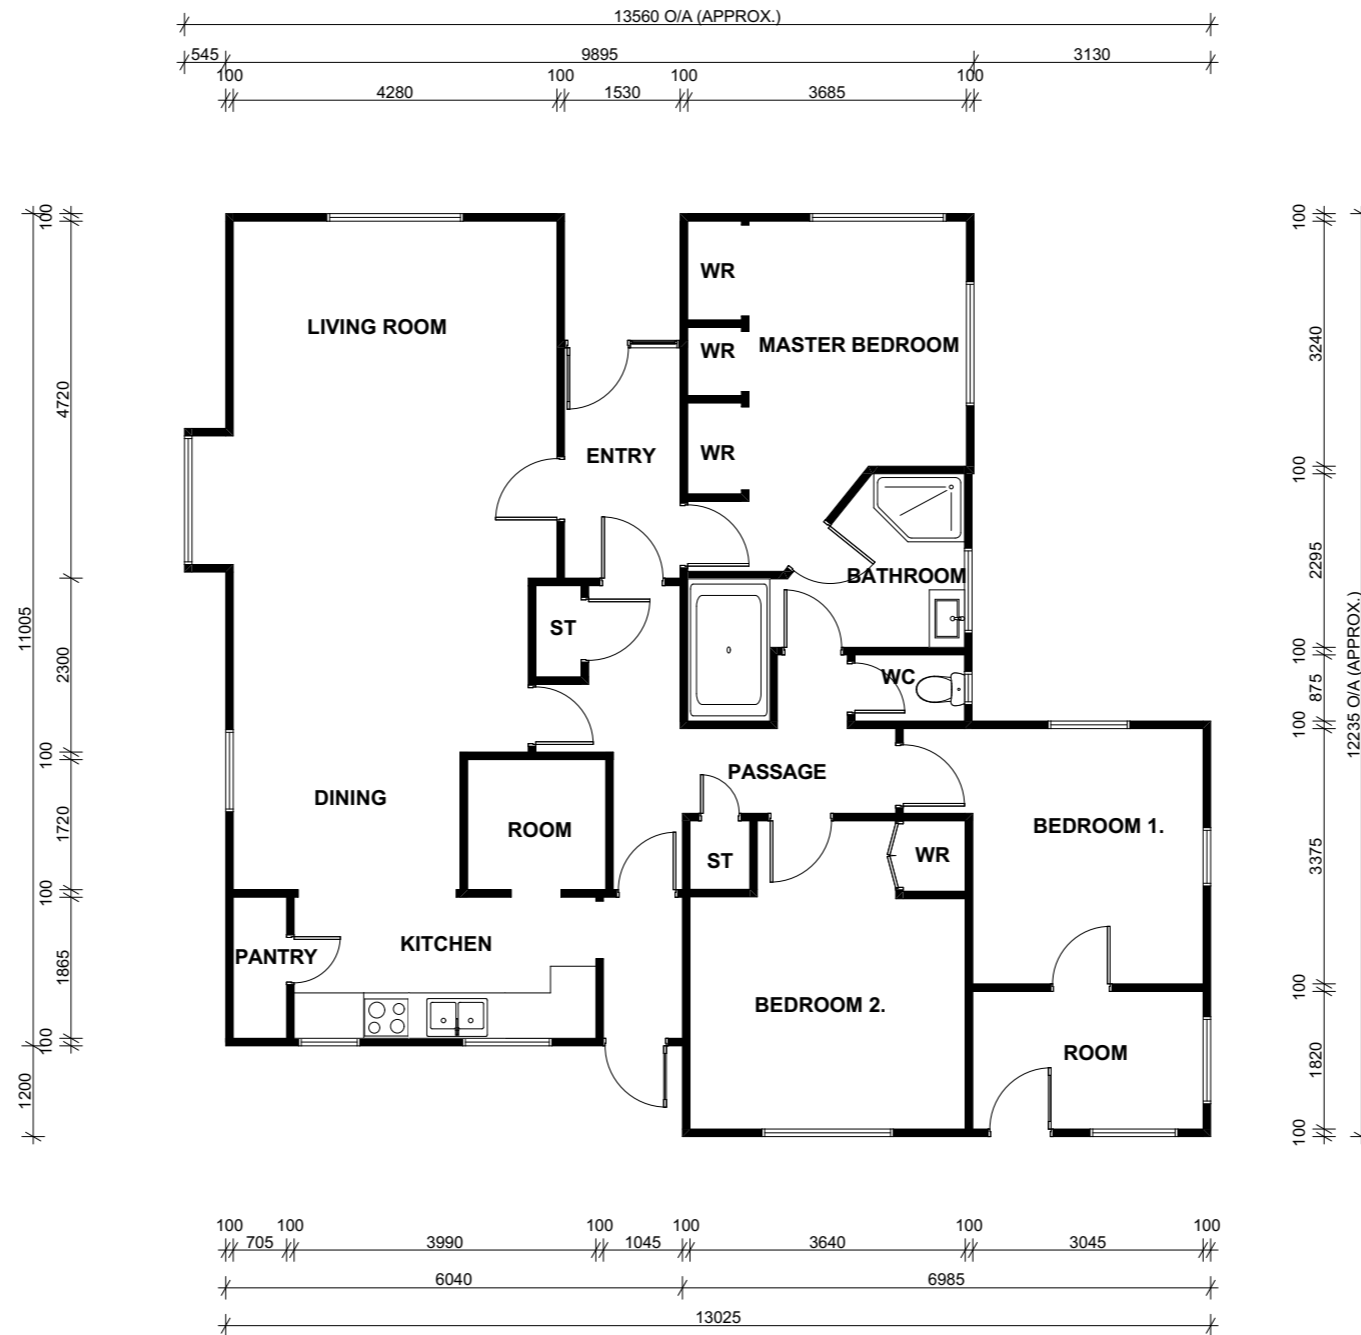 13560 O/A (APPROX.)
545 9895 3130
100 100 100 100
4280 1530 3685
100
4720
2300
100
1720
100
1865
100
11005
1200
100
3240
100
2295
100
875
100
3375
100
1820
100
12235 O/A (APPROX.)
LIVING ROOM
WR
WR
MASTER BEDROOM
WR
ENTRY
BATHROOM
ST
WC
PASSAGE
DINING
ROOM
ST
WR
BEDROOM 1.
PANTRY
KITCHEN
BEDROOM 2.
ROOM
100 100 100 100 100 100
705 3990 1045 3640 3045
6040 6985
13025